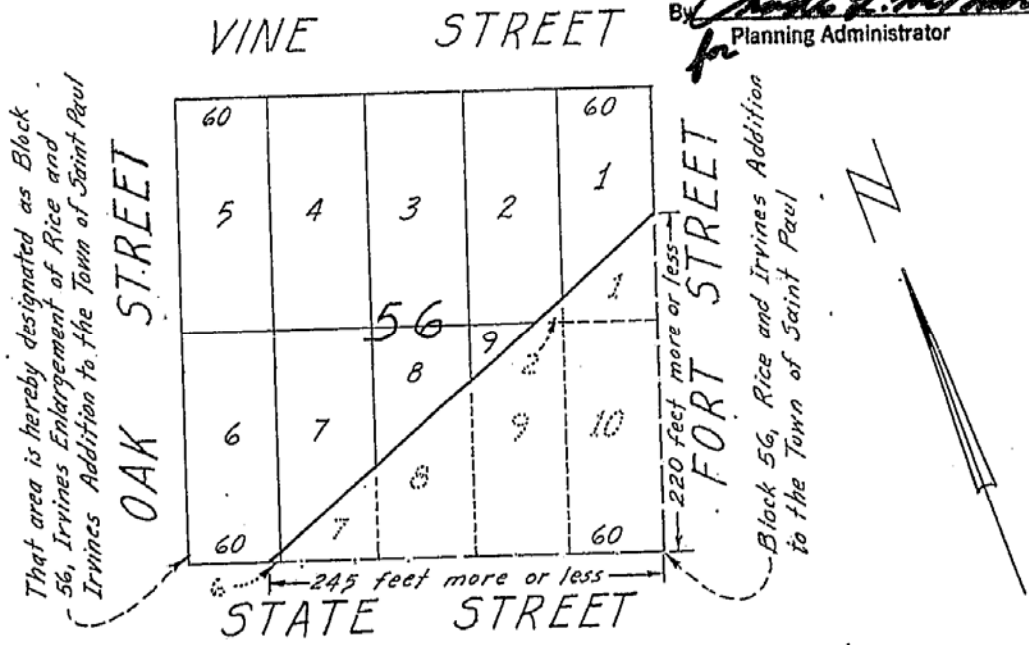 By
for Planning Administrator
VINE STREET
That area is hereby designated as Block
56, Irvines Enlargement of Rice and
Irvines Addition to the Town of Saint Paul
OAK STREET
60
60
5
4
3
2
1
1
56
9
2
8
6
7
9
10
8
7
60
60
6
220 feet more or less
FORT STREET
Block 56, Rice and Irvines Addition
to the Town of Saint Paul
245 feet more or less
STATE STREET
N